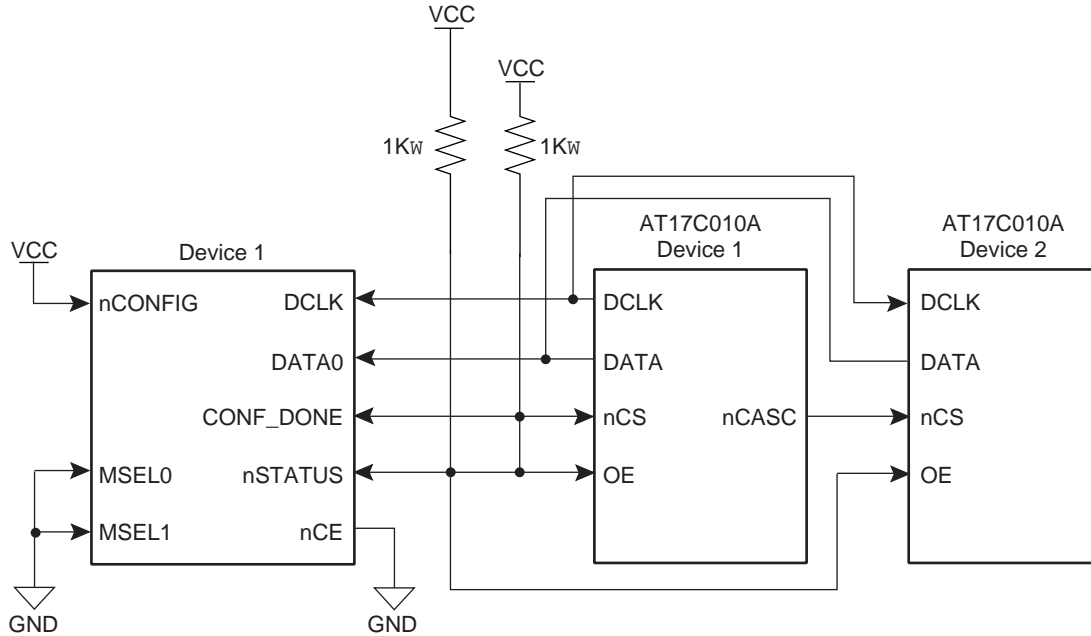 VCC
VCC
1KW
1KW
AT17C010A
Device 1
AT17C010A
Device 2
VCC
Device 1
nCONFIG
DCLK
DATA0
CONF_DONE
nSTATUS
nCE
MSEL0
MSEL1
GND
GND
DCLK
DATA
nCS
nCASC
OE
DCLK
DATA
nCS
OE